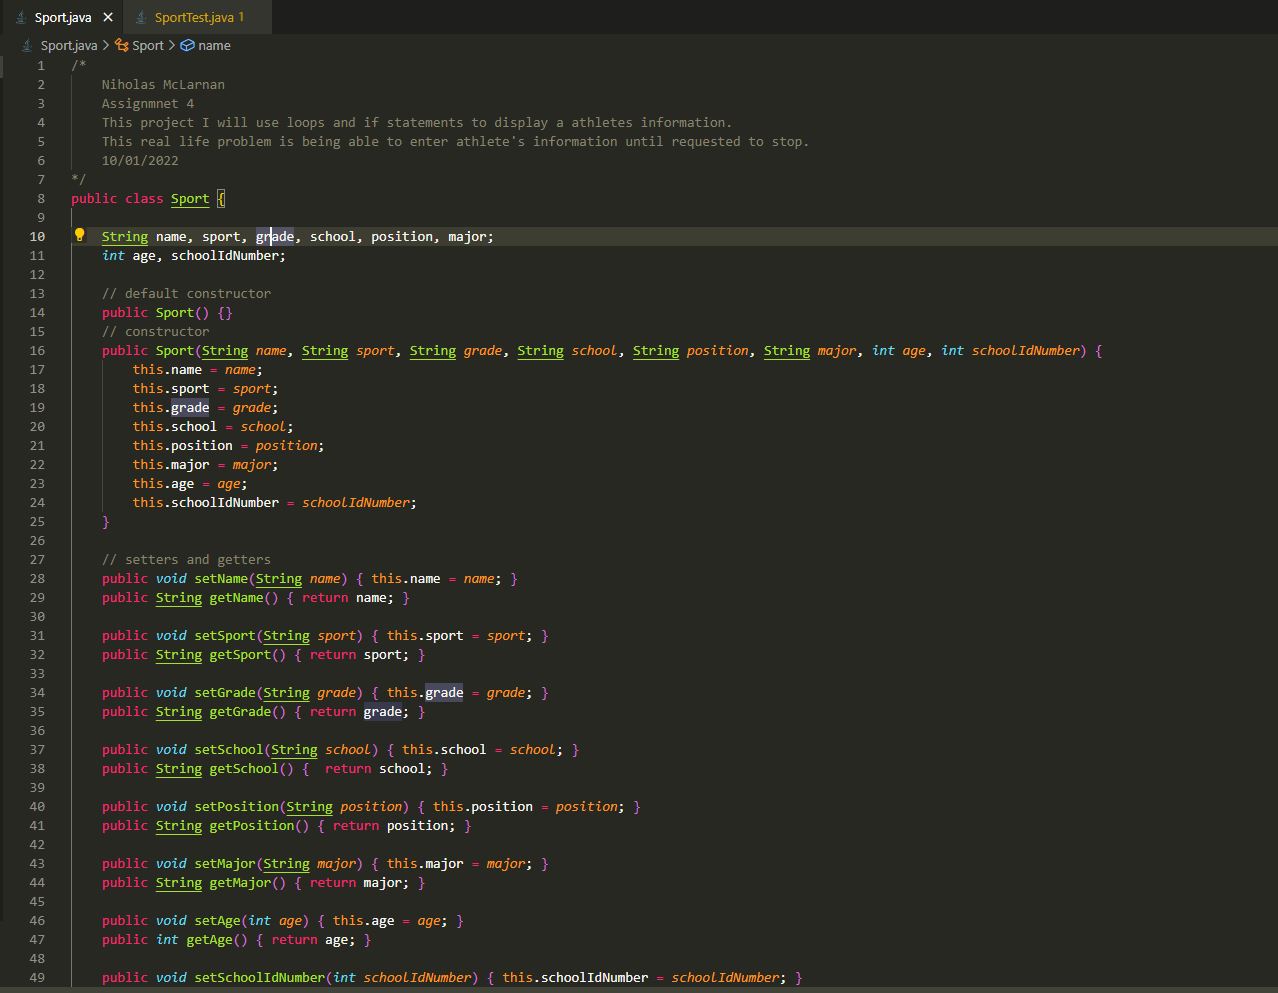 Sport.java × SportTest.java 1
Sport.java > Sport > name
1 /*
2 Niholas McLarnan
3 Assignmnet 4
4 This project I will use loops and if statements to display a athletes information.
5 This real life problem is being able to enter athlete's information until requested to stop.
6 10/01/2022
7 */
8 public class Sport {
9
10 String name, sport, grade, school, position, major;
11 int age, schoolIdNumber;
12
13 // default constructor
14 public Sport() {}
15 // constructor
16 public Sport(String name, String sport, String grade, String school, String position, String major, int age, int schoolIdNumber) {
17 this.name = name;
18 this.sport = sport;
19 this.grade = grade;
20 this.school = school;
21 this.position = position;
22 this.major = major;
23 this.age = age;
24 this.schoolIdNumber = schoolIdNumber;
25 }
26
27 // setters and getters
28 public void setName(String name) { this.name = name; }
29 public String getName() { return name; }
30
31 public void setSport(String sport) { this.sport = sport; }
32 public String getSport() { return sport; }
33
34 public void setGrade(String grade) { this.grade = grade; }
35 public String getGrade() { return grade; }
36
37 public void setSchool(String school) { this.school = school; }
38 public String getSchool() {  return school; }
39
40 public void setPosition(String position) { this.position = position; }
41 public String getPosition() { return position; }
42
43 public void setMajor(String major) { this.major = major; }
44 public String getMajor() { return major; }
45
46 public void setAge(int age) { this.age = age; }
47 public int getAge() { return age; }
48
49 public void setSchoolIdNumber(int schoolIdNumber) { this.schoolIdNumber = schoolIdNumber; }